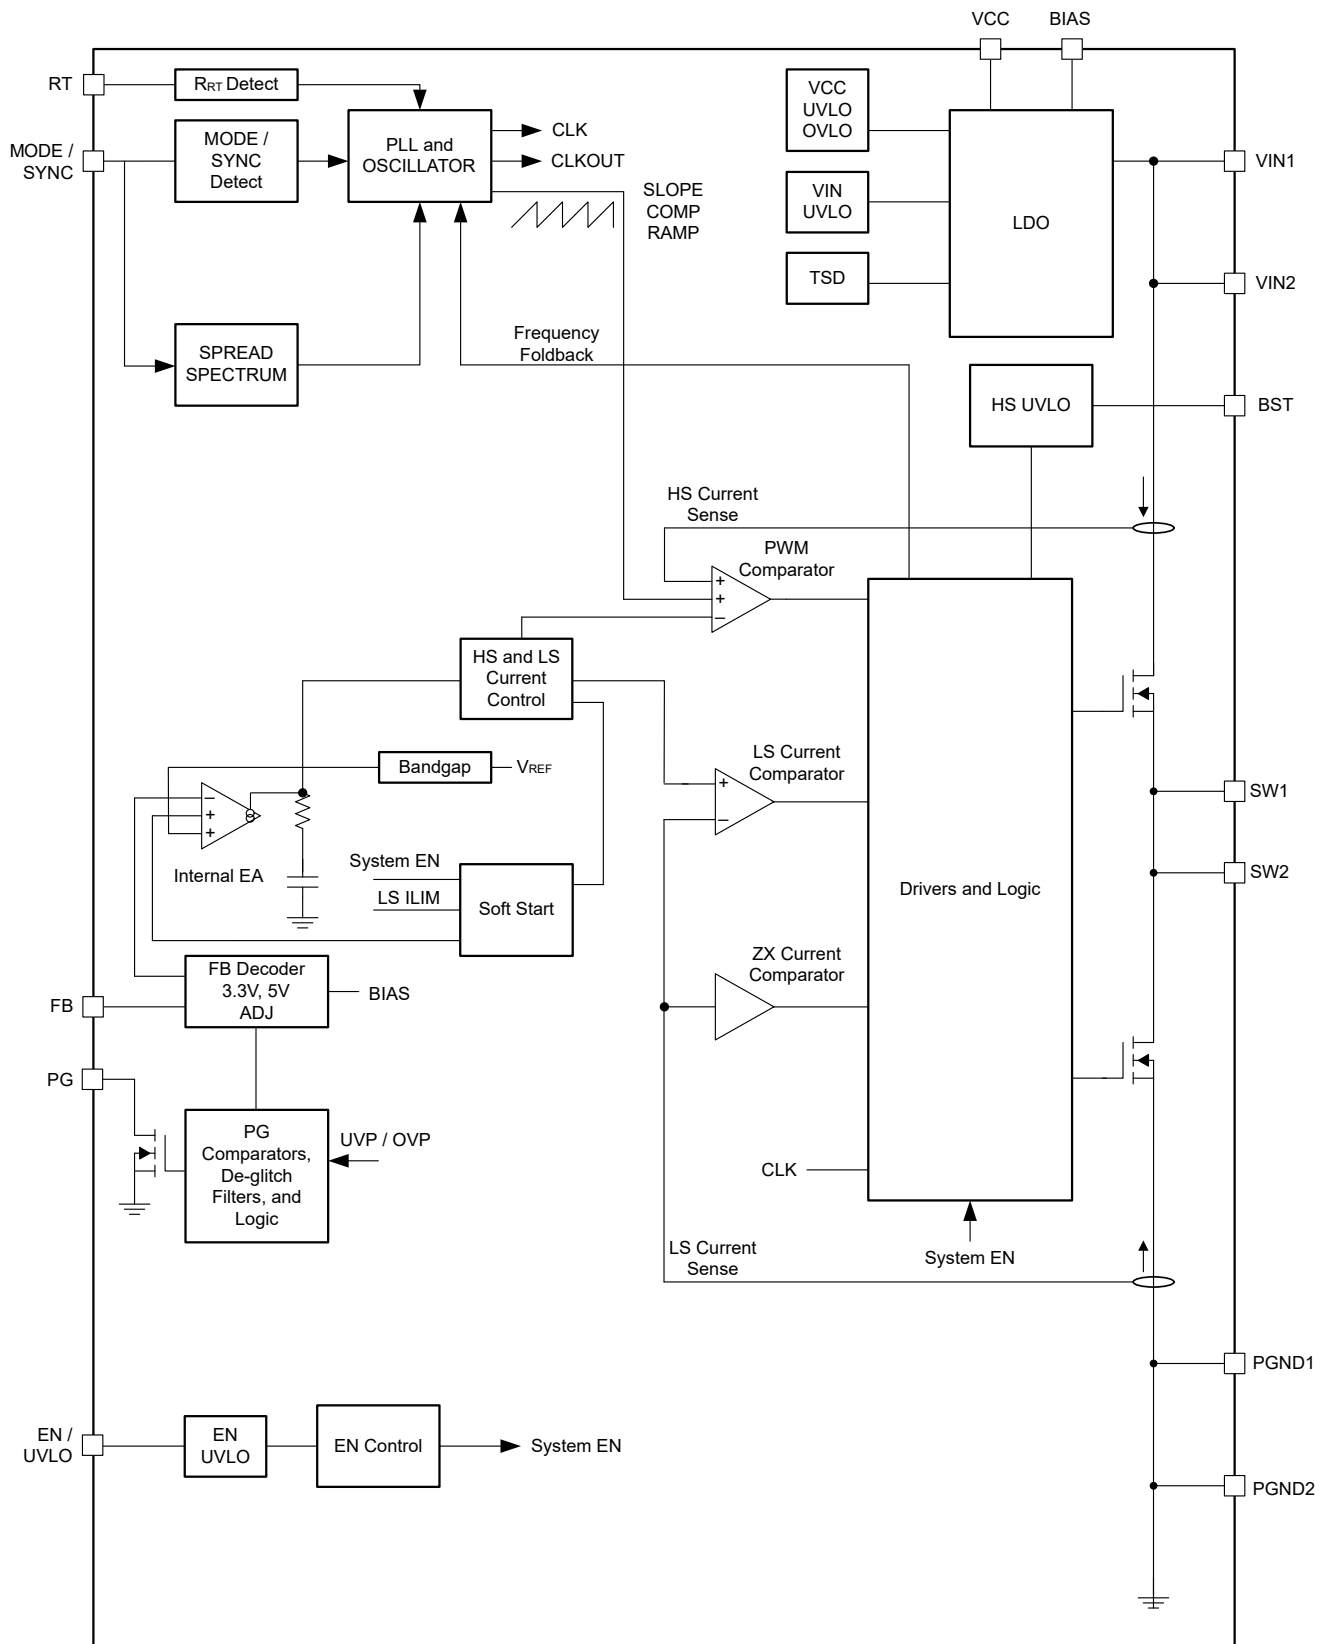 VCC
BIAS
RT
RRT Detect
MODE /
SYNC
MODE /
SYNC
Detect
PLL and
OSCILLATOR
CLK
CLKOUT
SLOPE
COMP
RAMP
VCC
UVLO
OVLO
VIN
UVLO
TSD
LDO
VIN1
VIN2
SPREAD
SPECTRUM
Frequency
Foldback
HS UVLO
BST
HS Current
Sense
PWM
Comparator
+
+
–
HS and LS
Current
Control
Bandgap
VREF
–
+
+
Internal EA
LS Current
Comparator
+
–
SW1
SW2
System EN
LS ILIM
Soft Start
Drivers and Logic
ZX Current
Comparator
FB
FB Decoder
3.3V, 5V
ADJ
BIAS
PG
PG
Comparators,
De-glitch
Filters, and
Logic
UVP / OVP
CLK
System EN
LS Current
Sense
PGND1
PGND2
EN /
UVLO
EN
UVLO
EN Control
System EN